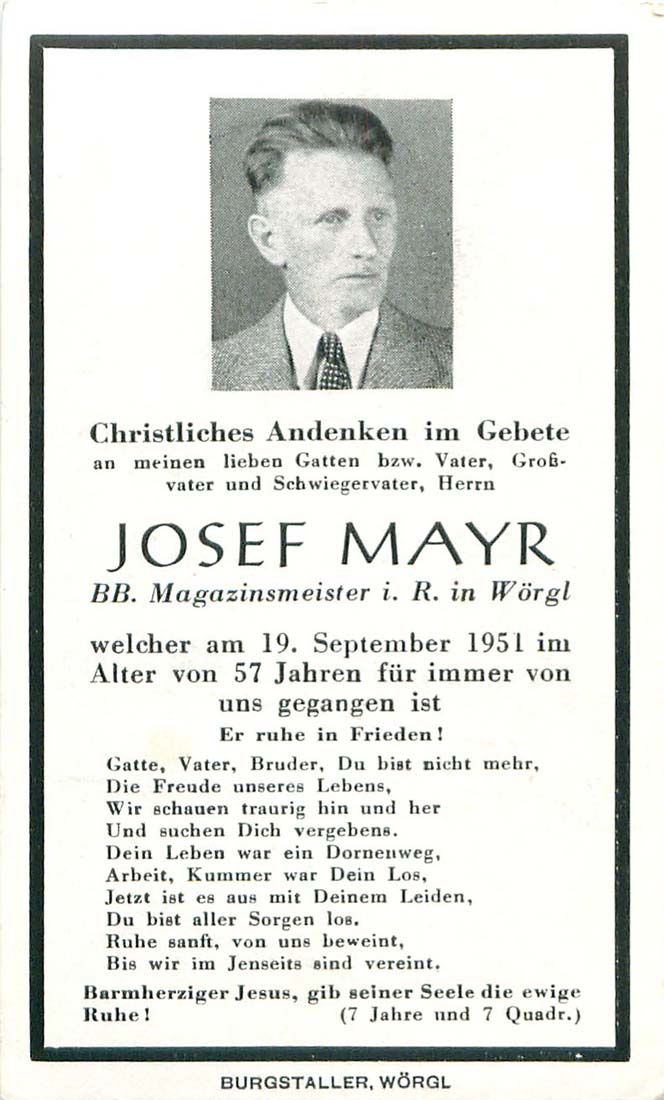 Christliches Andenken im Gebete
an meinen lieben Gatten bzw. Vater, Groß-
vater und Schwiegervater, Herrn
JOSEF MAYR
BB. Magazinsmeister i. R. in Wörgl
welcher am 19. September 1951 im
Alter von 57 Jahren für immer von
uns gegangen ist
Er ruhe in Frieden!
Gatte, Vater, Bruder, Du bist nicht mehr,
Die Freude unseres Lebens,
Wir schauen traurig hin und her
Und suchen Dich vergebens.
Dein Leben war ein Dornenweg,
Arbeit, Kummer war Dein Los,
Jetzt ist es aus mit Deinem Leiden,
Du bist aller Sorgen los.
Ruhe sanft, von uns beweint,
Bis wir im Jenseits sind vereint.
Barmherziger Jesus, gib seiner Seele die ewige
Ruhe! (7 Jahre und 7 Quadr.)
BURGSTALLER, WÖRGL